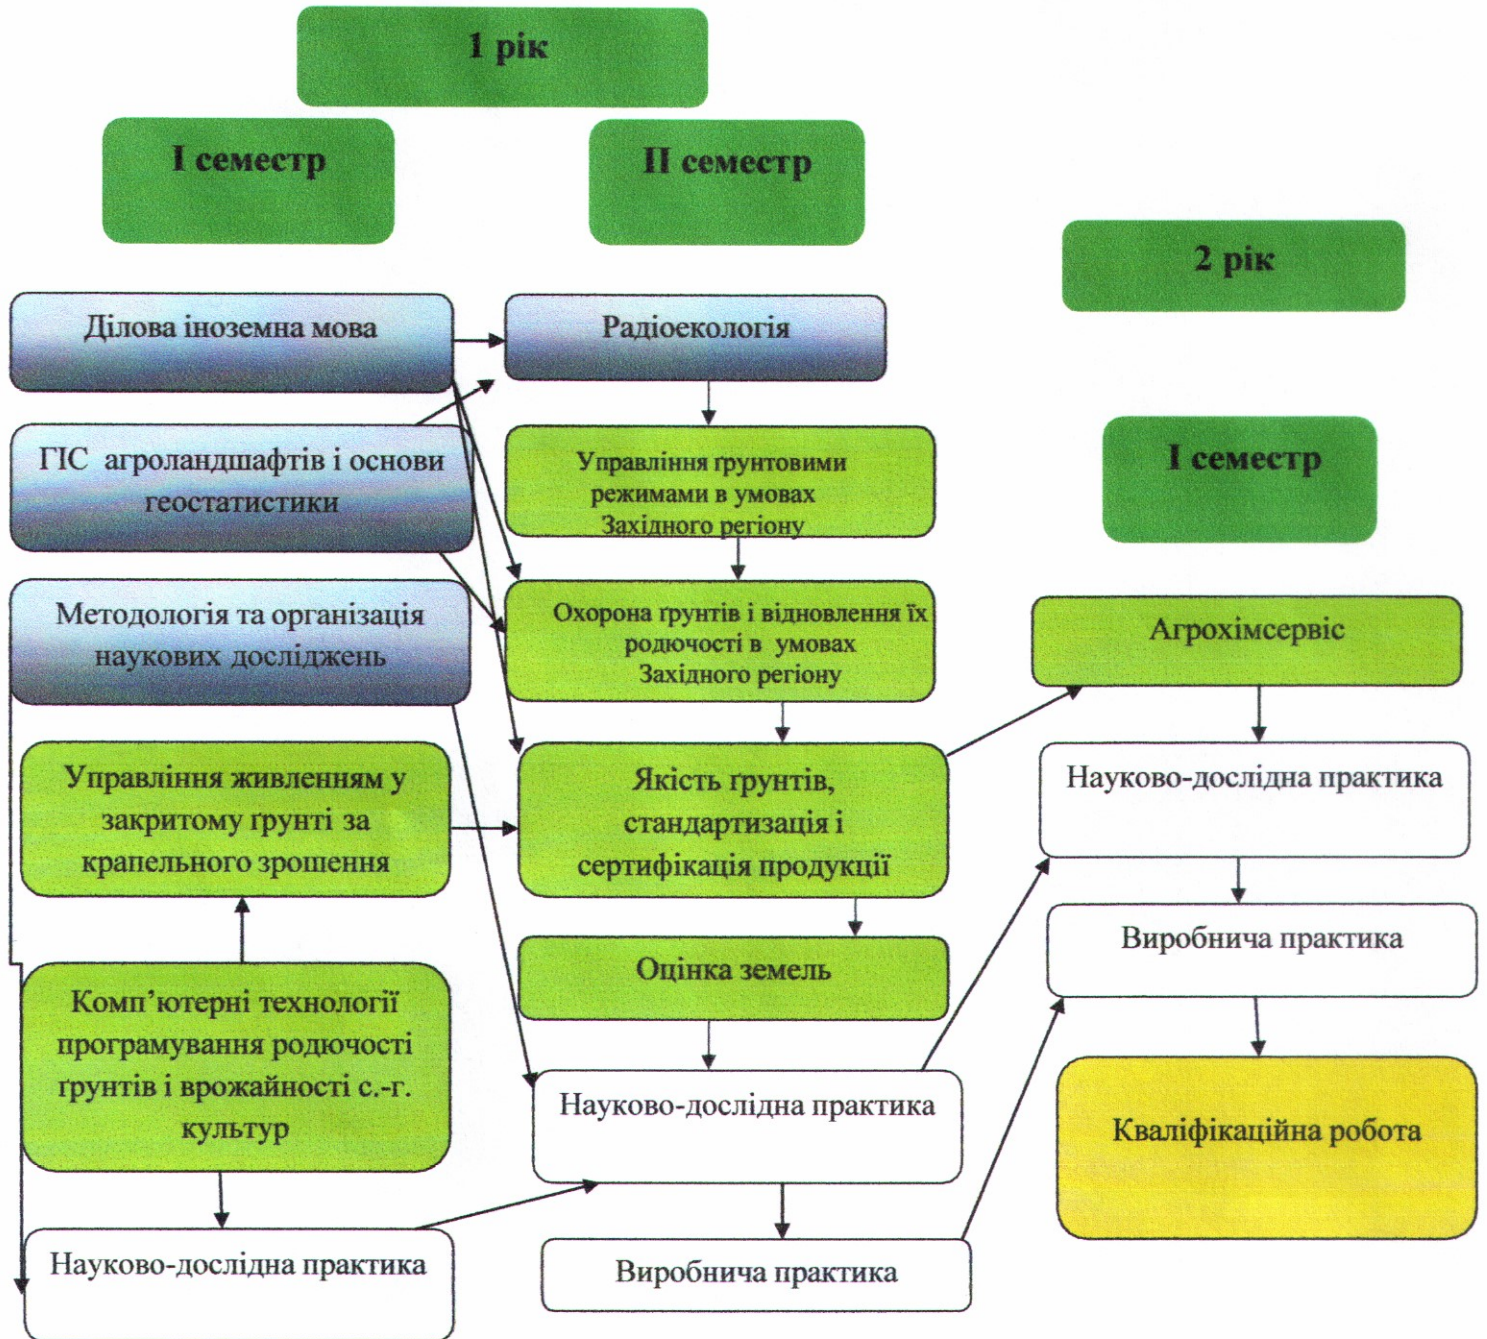 1 рік
І семестр
ІІ семестр
2 рік
І семестр
Ділова іноземна мова
ГІС агроландшафтів і основи
геостатистики
Методологія та організація
наукових досліджень
Управління живленням у
закритому ґрунті за
крапельного зрошення
Комп’ютерні технології
програмування родючості
ґрунтів і врожайності с.-г.
культур
Науково-дослідна практика
Радіоекологія
Управління ґрунтовими
режимами в умовах
Західного регіону
Охорона ґрунтів і відновлення їх
родючості в умовах
Західного регіону
Якість ґрунтів,
стандартизація і
сертифікація продукції
Оцінка земель
Науково-дослідна практика
Виробнича практика
Агрохімсервіс
Науково-дослідна практика
Виробнича практика
Кваліфікаційна робота